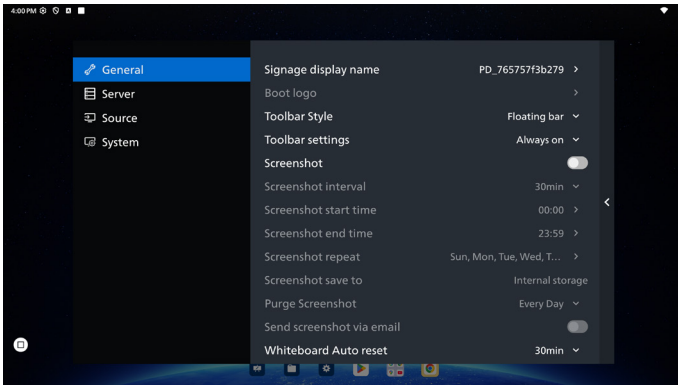 4:00 PM
General
Server
Source
System
Signage display name PD_765757f3b279
Boot logo
Toolbar Style Floating bar
Toolbar settings Always on
Screenshot
Screenshot interval 30min
Screenshot start time 00:00
Screenshot end time 23:59
Screenshot repeat Sun, Mon, Tue, Wed, T...
Screenshot save to Internal storage
Purge Screenshot Every Day
Send screenshot via email
Whiteboard Auto reset 30min